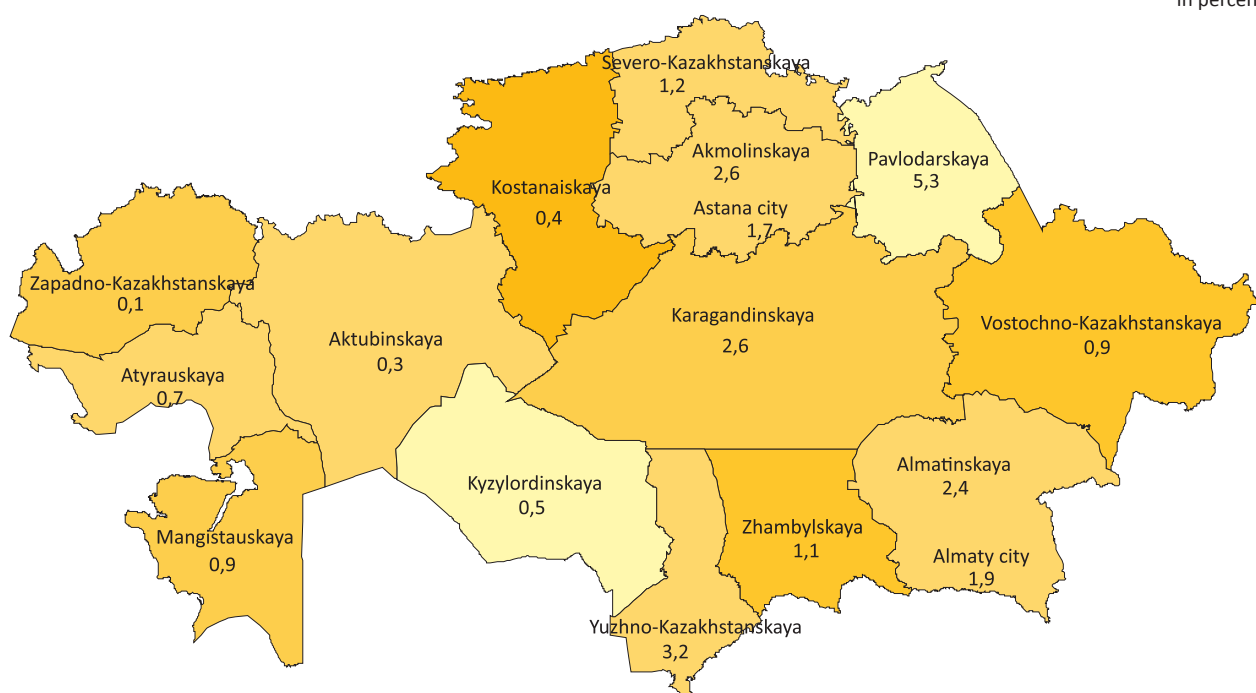 In percen
Severo-Kazakhstanskaya
1,2
Akmolinskaya
2,6
Pavlodarskaya
5,3
Kostanaiskaya
0,4
Astana city
1,7
Zapadno-Kazakhstanskaya
0,1
Karagandinskaya
2,6
Vostochno-Kazakhstanskaya
0,9
Aktubinskaya
0,3
Atyrauskaya
0,7
Almatinskaya
2,4
Kyzylordinskaya
0,5
Zhambylskaya
1,1
Mangistauskaya
0,9
Almaty city
1,9
Yuzhno-Kazakhstanskaya
3,2